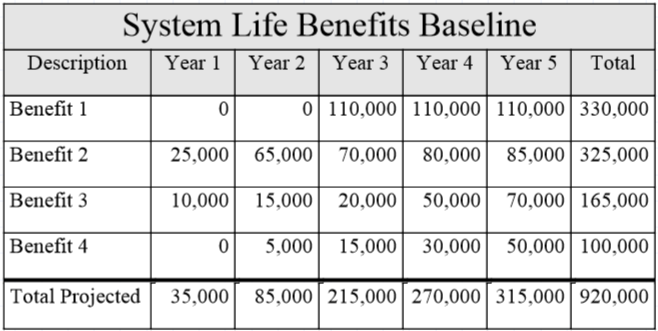 System Life Benefits Baseline
Description Year 1 Year 2 Year 3 Year 4 Year 5 Total
Benefit 1 0 0 110,000 110,000 110,000 330,000
Benefit 2 25,000 65,000 70,000 80,000 85,000 325,000
Benefit 3 10,000 15,000 20,000 50,000 70,000 165,000
Benefit 4 0 5,000 15,000 30,000 50,000 100,000
Total Projected 35,000 85,000 215,000 270,000 315,000 920,000